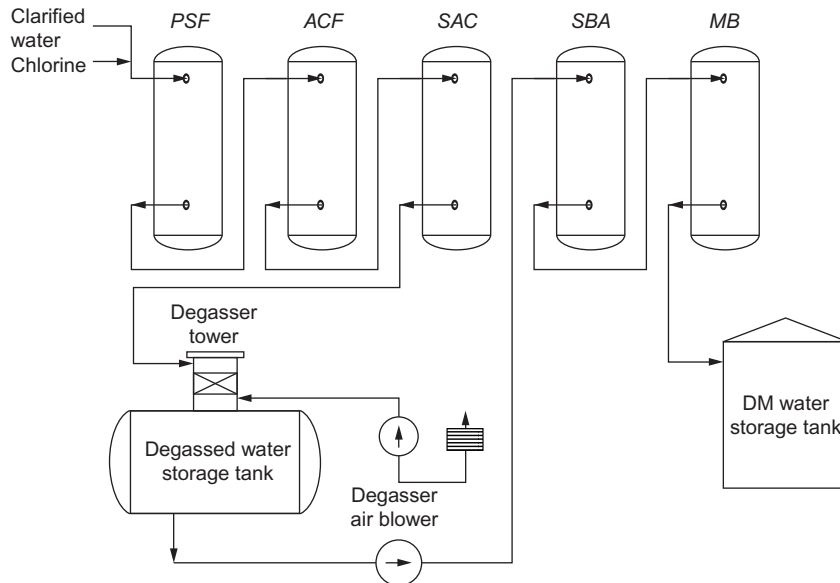 Clarified
water
Chlorine
PSF
ACF
SAC
SBA
MB
Degasser
tower
Degassed water
storage tank
Degasser
air blower
DM water
storage tank